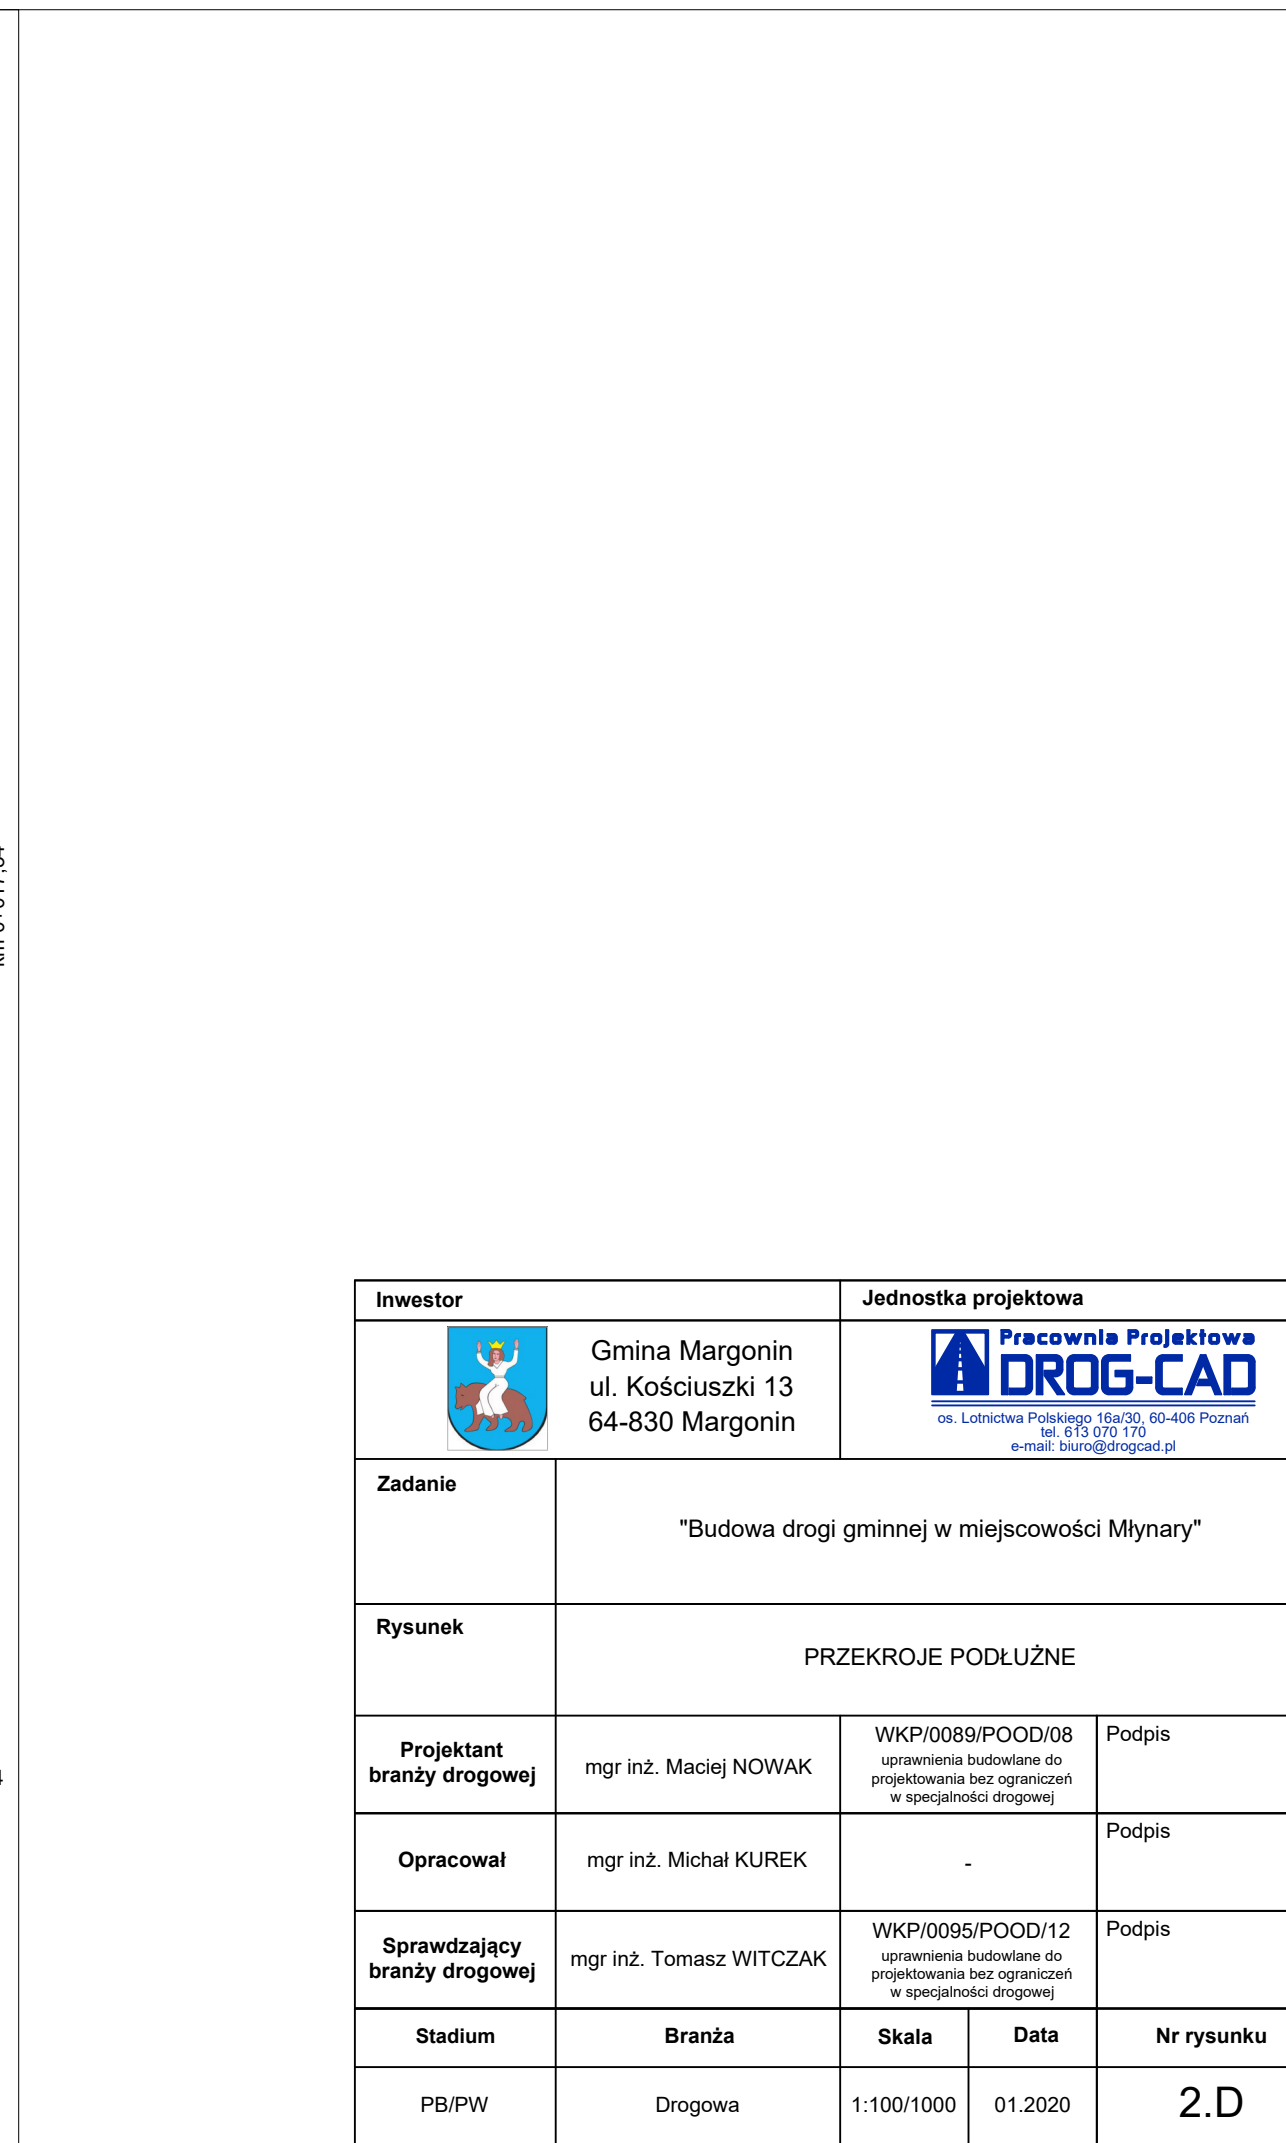 Inwestor
Jednostka projektowa
Gmina Margonin
ul. Kościuszki 13
64-830 Margonin
Pracownia Projektowa
DROG-CAD
os. Lotnictwa Polskiego 16a/30, 60-406 Poznań
tel. 613 070 170
e-mail: biuro@drogcad.pl
Zadanie
"Budowa drogi gminnej w miejscowości Młynary"
Rysunek
PRZEKROJE PODŁUŻNE
Projektant
branży drogowej
mgr inż. Maciej NOWAK
WKP/0089/POOD/08
uprawnienia budowlane do
projektowania bez ograniczeń
w specjalności drogowej
Podpis
Opracował
mgr inż. Michał KUREK
-
Podpis
Sprawdzający
branży drogowej
mgr inż. Tomasz WITCZAK
WKP/0095/POOD/12
uprawnienia budowlane do
projektowania bez ograniczeń
w specjalności drogowej
Podpis
Stadium
Branża
Skala
Data
Nr rysunku
PB/PW
Drogowa
1:100/1000
01.2020
2.D